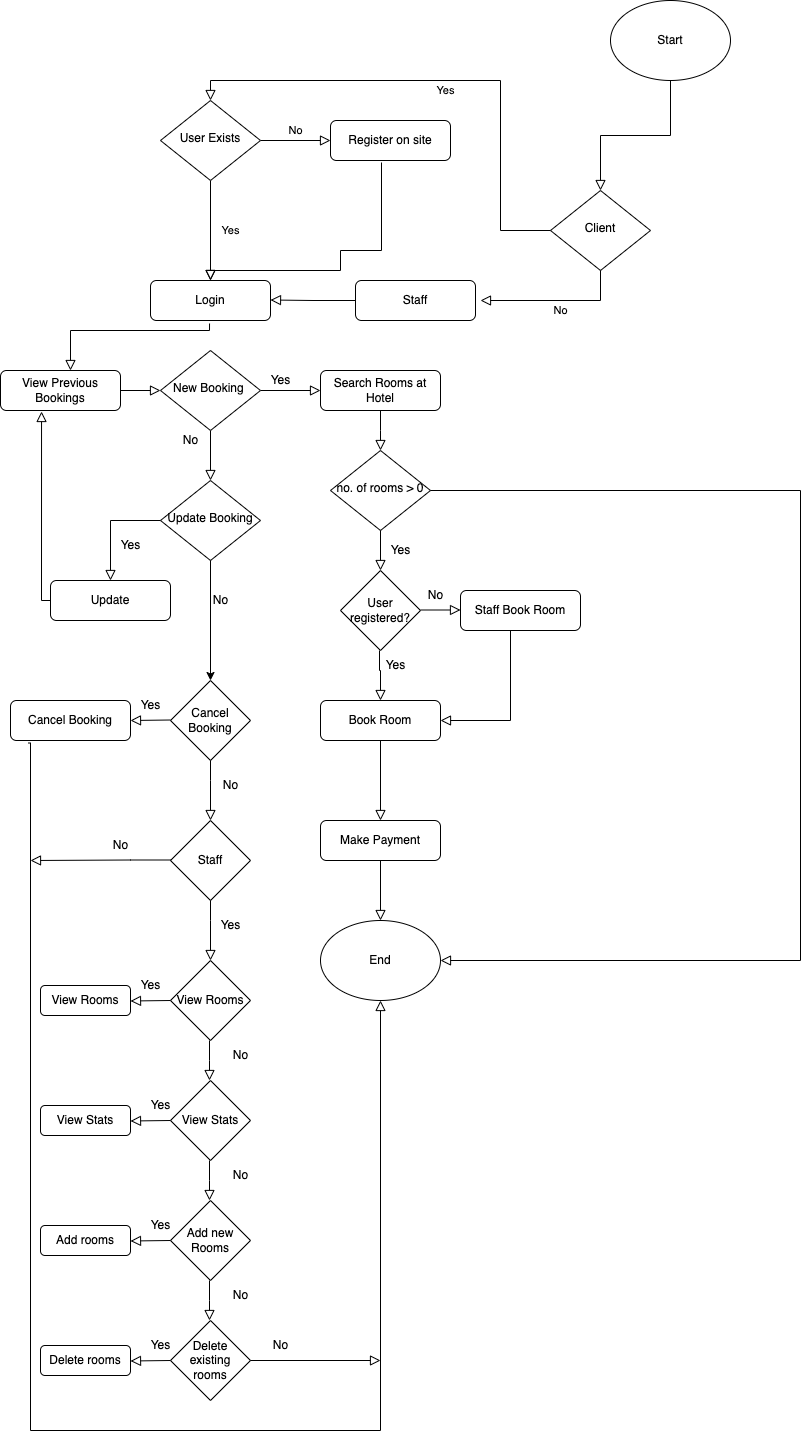 Start
Yes
User Exists
No
Register on site
Yes
Client
Login
Staff
No
View Previous
Bookings
New Booking
Yes
Search Rooms at
Hotel
No
no. of rooms > 0
Update Booking
Yes
Yes
Update
No
User
registered?
No
Staff Book Room
Yes
Cancel Booking
Yes
Cancel
Booking
Book Room
No
No
Staff
Make Payment
Yes
End
View Rooms
Yes
View Rooms
No
View Stats
Yes
View Stats
No
Add rooms
Yes
Add new
Rooms
No
Delete rooms
Yes
Delete
existing
rooms
No